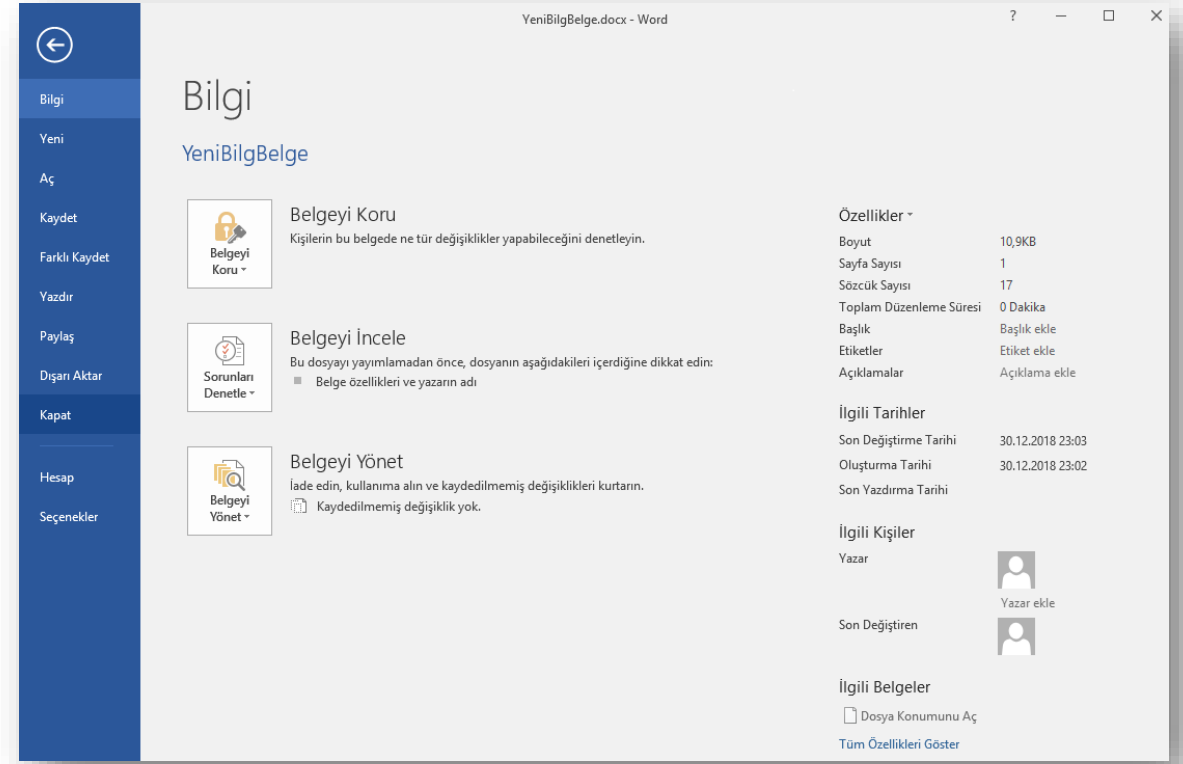 YeniBilgBelge.docx - Word
?
Bilgi
Yeni
Aç
Kaydet
Farklı Kaydet
Yazdır
Paylaş
Dışarı Aktar
Kapat
Hesap
Seçenekler
Bilgi
YeniBilgBelge
Belgeyi
Koru
Belgeyi Koru
Kişilerin bu belgede ne tür değişiklikler yapabileceğini denetleyin.
Sorunları
Denetle
Belgeyi İncele
Bu dosyayı yayımlamadan önce, dosyanın aşağıdakileri içerdiğine dikkat edin:
Belge özellikleri ve yazarın adı
Belgeyi
Yönet
Belgeyi Yönet
İade edin, kullanıma alın ve kaydedilmemiş değişiklikleri kurtarın.
Kaydedilmemiş değişiklik yok.
Özellikler
Boyut 10,9KB
Sayfa Sayısı 1
Sözcük Sayısı 17
Toplam Düzenleme Süresi 0 Dakika
Başlık Başlık ekle
Etiketler Etiket ekle
Açıklamalar Açıklama ekle
İlgili Tarihler
Son Değiştirme Tarihi 30.12.2018 23:03
Oluşturma Tarihi 30.12.2018 23:02
Son Yazdırma Tarihi
İlgili Kişiler
Yazar
Yazar ekle
Son Değiştiren
İlgili Belgeler
Dosya Konumunu Aç
Tüm Özellikleri Göster